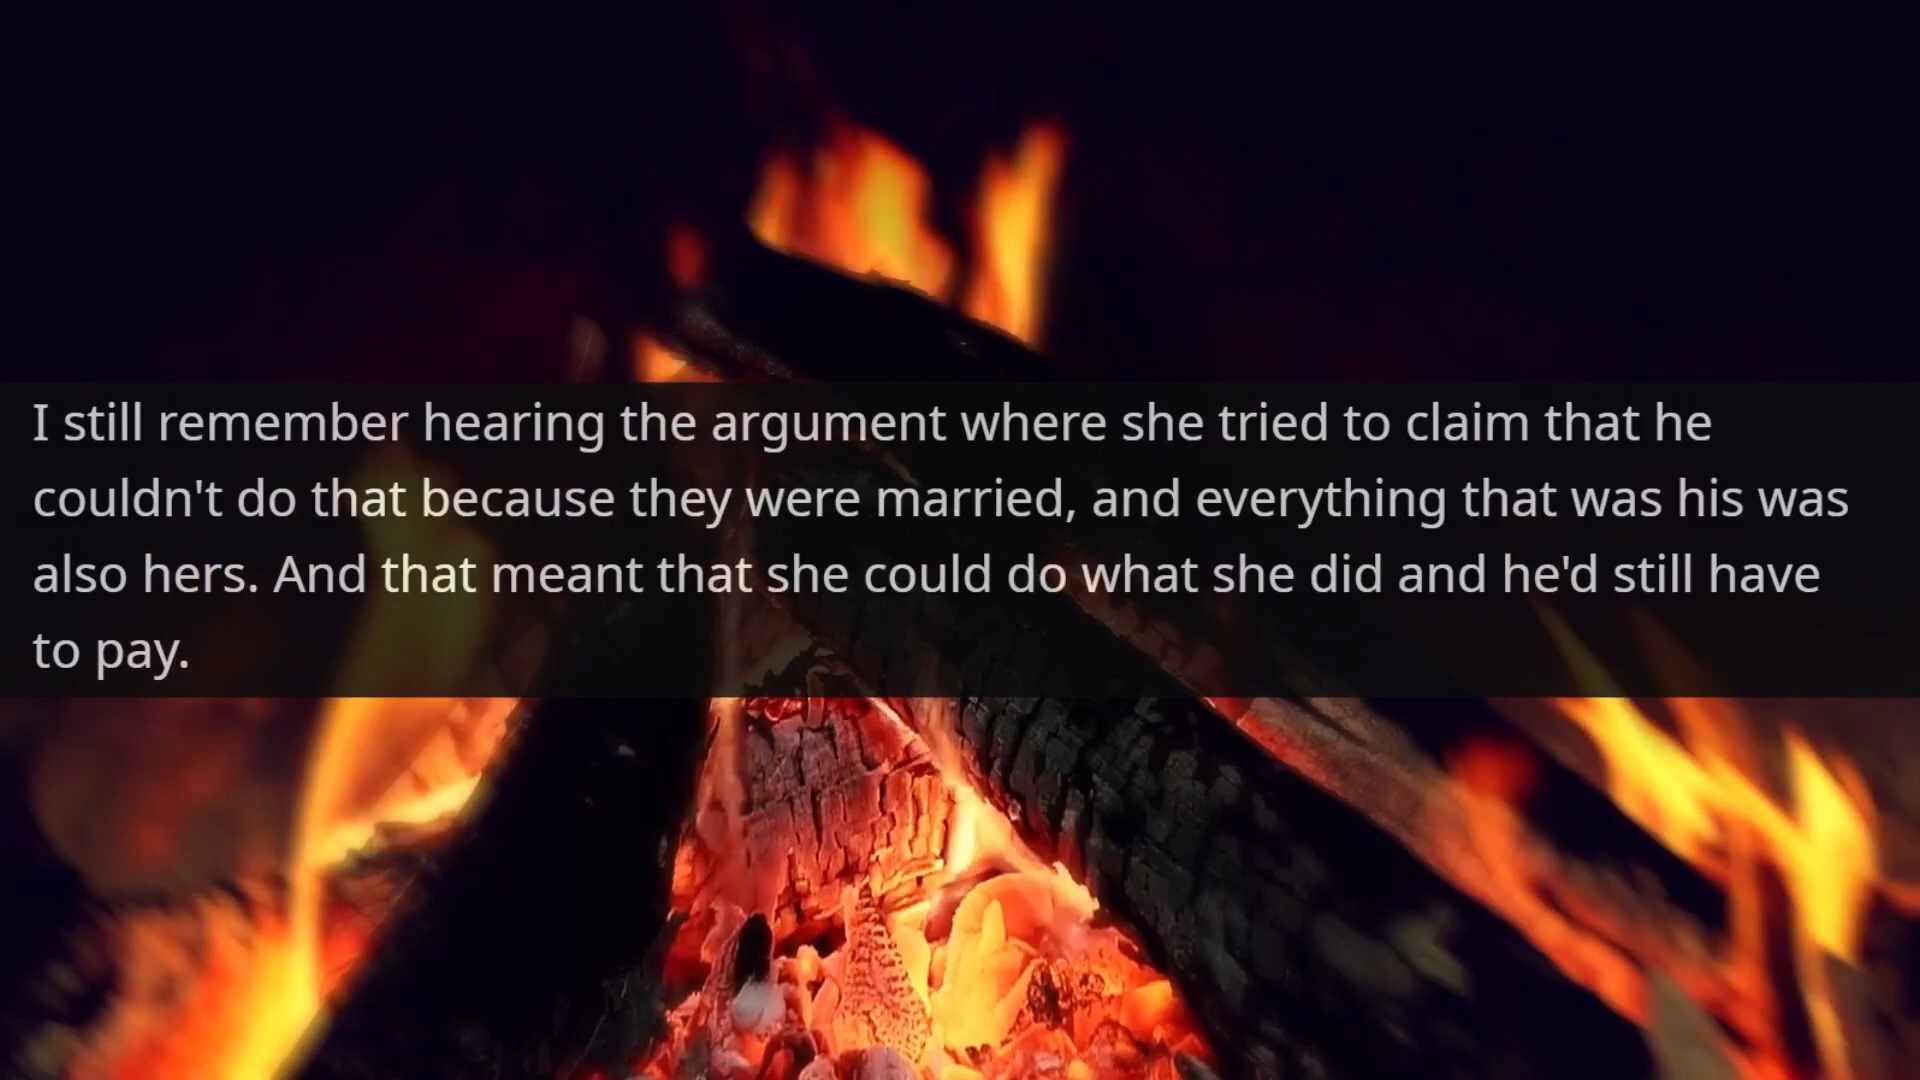 I still remember hearing the argument where she tried to claim that he
couldn't do that because they were married, and everything that was his was
also hers. And that meant that she could do what she did and he'd still have
to pay.